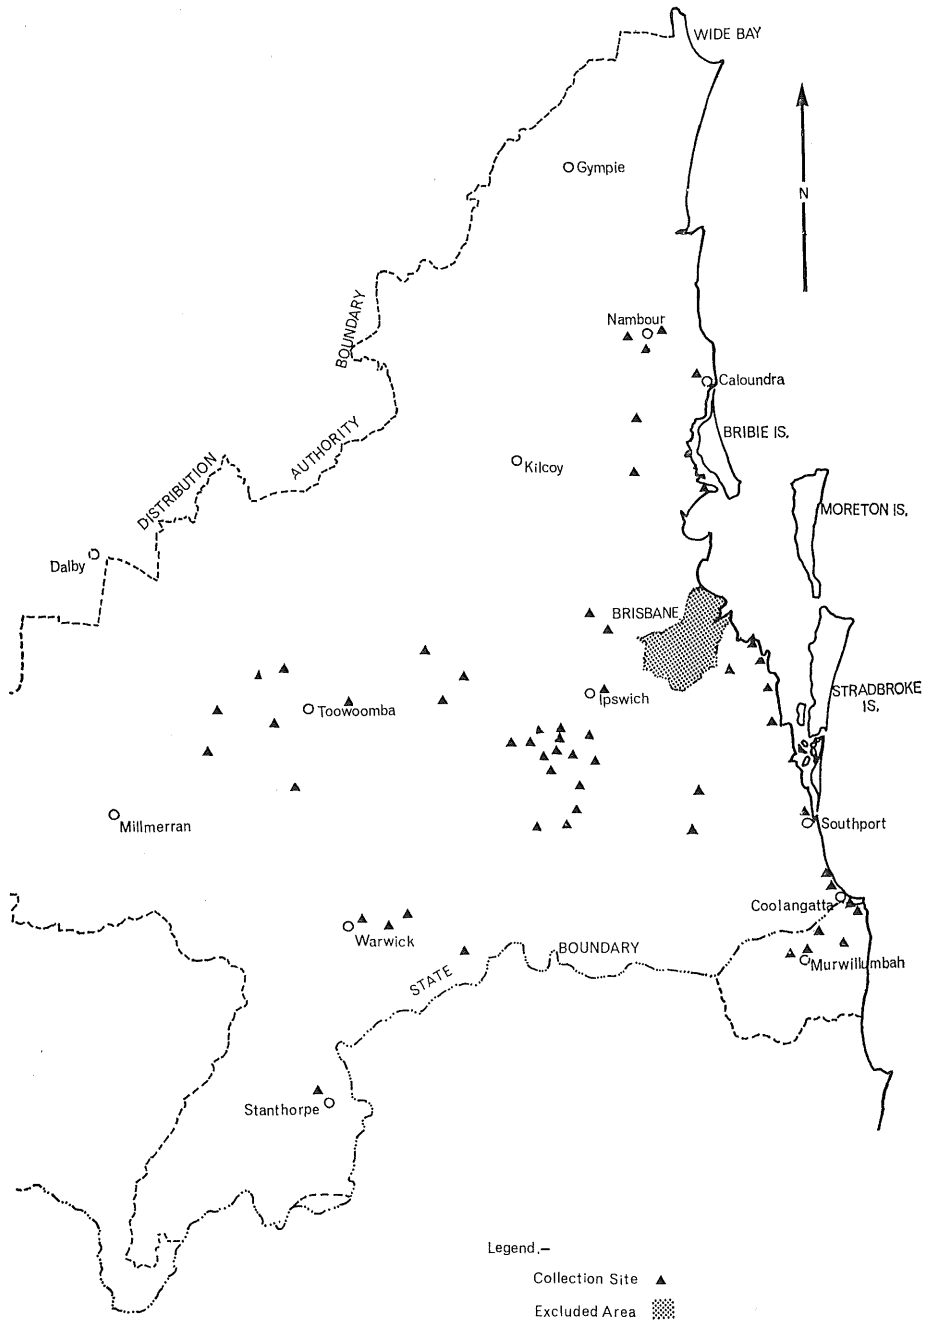 WIDE BAY
Gympie
N
BOUNDARY
Nambour
Caloundra
BRIBIE IS.
AUTHORITY
Kilcoy
DISTRIBUTION
MORETON IS.
Dalby
BRISBANE
STRADBROKE
IS.
Ipswich
Toowoomba
Millmerran
Southport
Coolangatta
Warwick
BOUNDARY
STATE
Murwillumbah
Stanthorpe
Legend.—
Collection Site
Excluded Area